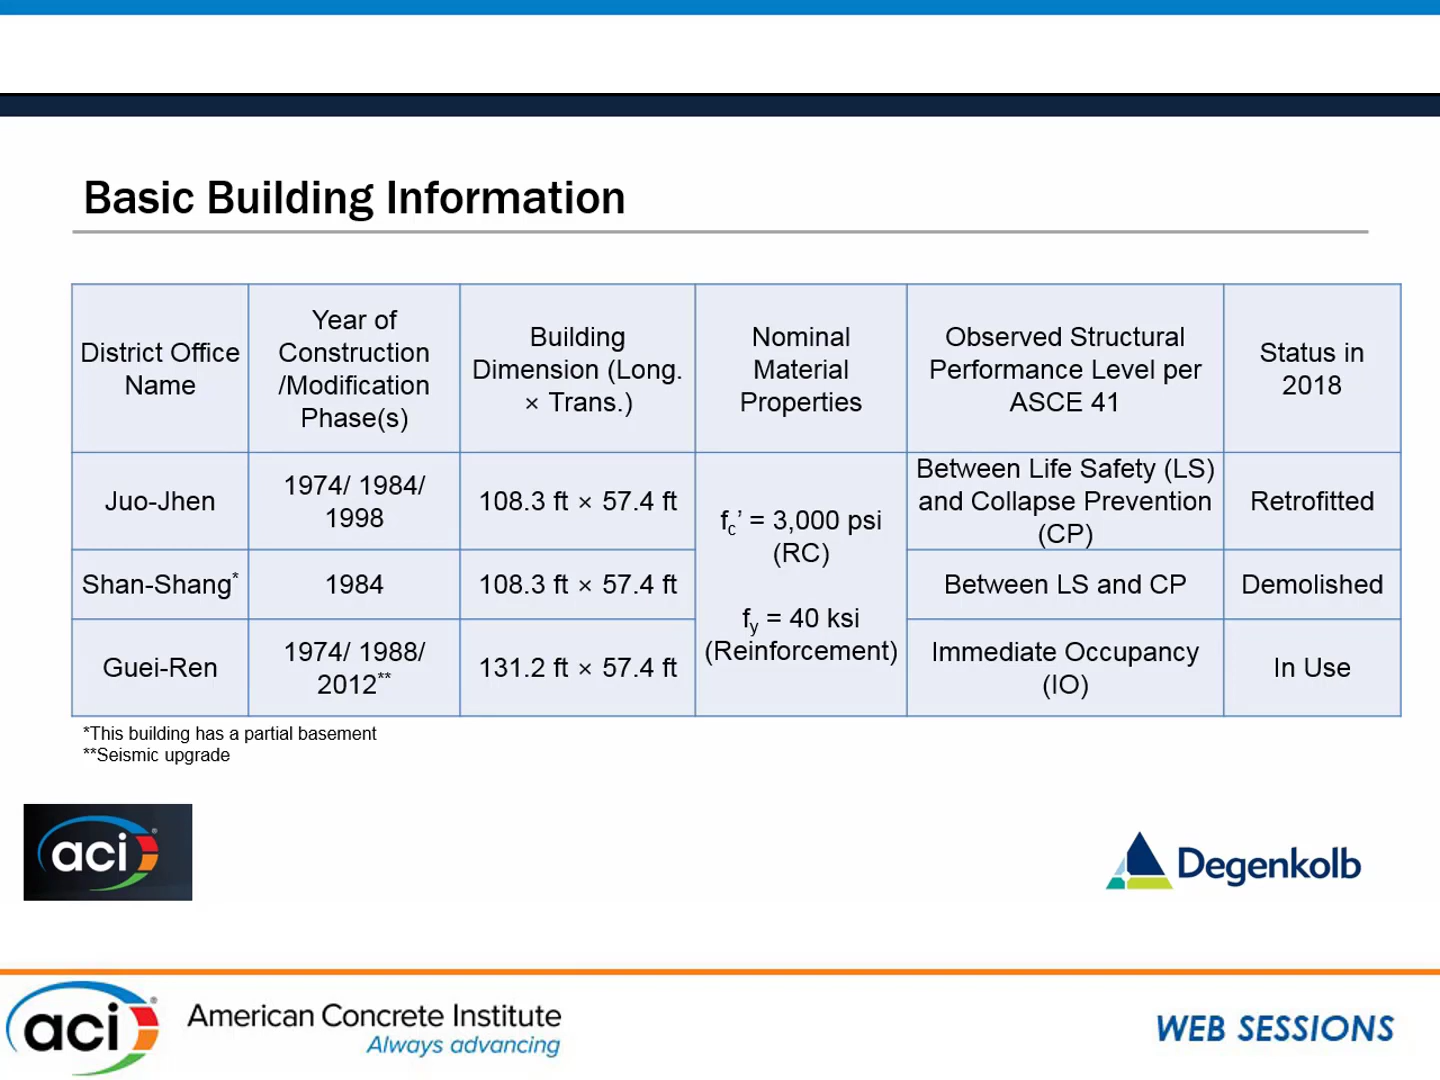 Basic Building Information
District Office
Name
Year of
Construction
/Modification
Phase(s)
Building
Dimension (Long.
× Trans.)
Nominal
Material
Properties
Observed Structural
Performance Level per
ASCE 41
Status in
2018
Juo-Jhen
1974/ 1984/
1998
108.3 ft × 57.4 ft
fc' = 3,000 psi
(RC)
fy = 40 ksi
(Reinforcement)
Between Life Safety (LS)
and Collapse Prevention
(CP)
Retrofitted
Shan-Shang*
1984
108.3 ft × 57.4 ft
Between LS and CP
Demolished
Guei-Ren
1974/ 1988/
2012**
131.2 ft × 57.4 ft
Immediate Occupancy
(IO)
In Use
*This building has a partial basement
**Seismic upgrade
aci®
Degenkolb
aci®
American Concrete Institute
Always advancing
WEB SESSIONS